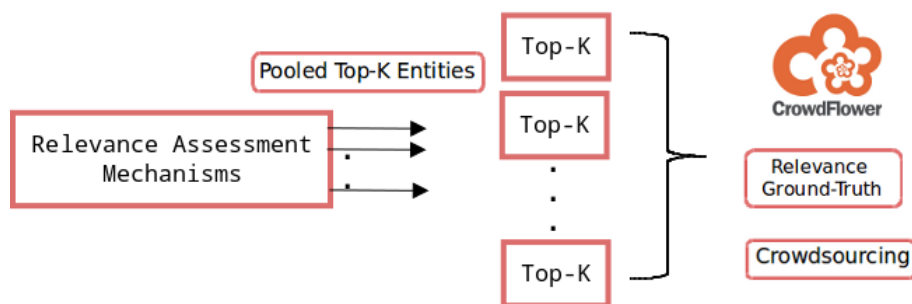 Pooled Top-K Entities
Relevance Assessment
Mechanisms
Top-K
Top-K
Top-K
CrowdFlower
Relevance
Ground-Truth
Crowdsourcing